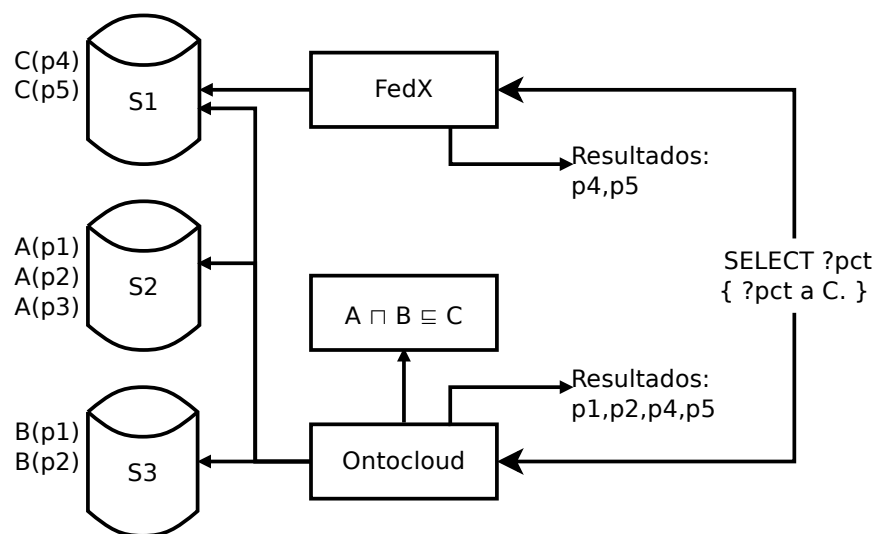 C(p4)
C(p5)
S1
FedX
Resultados:
p4,p5
A(p1)
A(p2)
A(p3)
S2
SELECT ?pct
{ ?pct a C. }
A ⊓ B ⊑ C
Resultados:
p1,p2,p4,p5
B(p1)
B(p2)
S3
Ontocloud